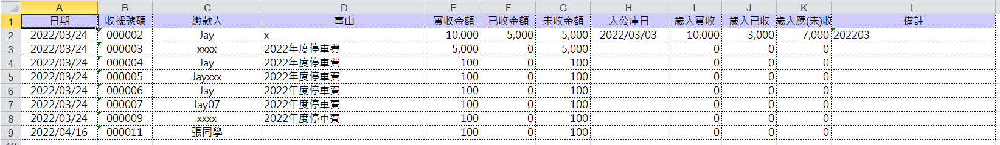 A B C D E F G H I J K L
1 日期 收據號碼 繳款人 事由 實收金額 已收金額 未收金額 入公庫日 歲入實收 歲入已收 歲入應(未)收 備註
2 2022/03/24 000002 Jay x 10,000 5,000 5,000 2022/03/03 10,000 3,000 7,000 202203
3 2022/03/24 000003 xxxx 2022年度停車費 5,000 0 5,000 0 0 0
4 2022/03/24 000004 Jay 2022年度停車費 100 0 100 0 0 0
5 2022/03/24 000005 Jayxxx 2022年度停車費 100 0 100 0 0 0
6 2022/03/24 000006 Jay 2022年度停車費 100 0 100 0 0 0
7 2022/03/24 000007 Jay07 2022年度停車費 100 0 100 0 0 0
8 2022/03/24 000009 xxxx 2022年度停車費 100 0 100 0 0 0
9 2022/04/16 000011 張同學 100 0 100 0 0 0